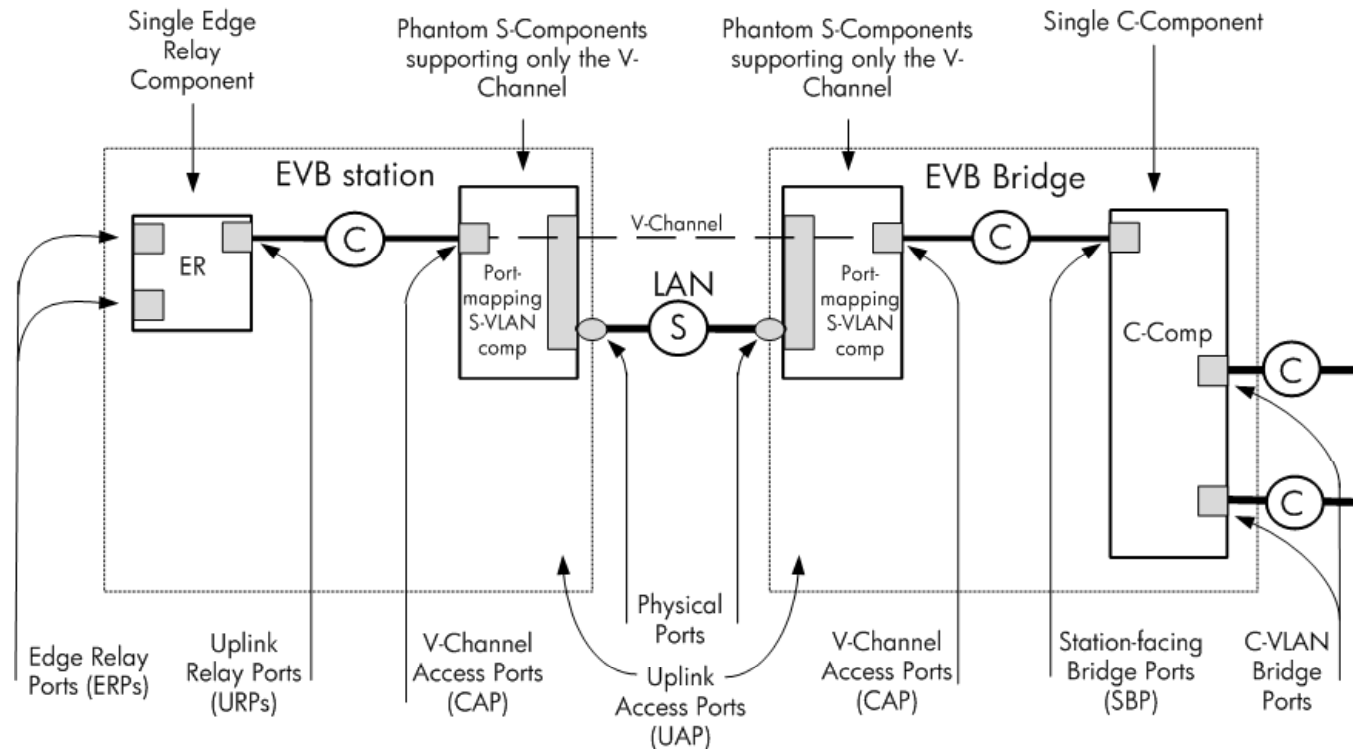 Single Edge
Relay
Component
Phantom S-Components
supporting only the V-
Channel
Phantom S-Components
supporting only the V-
Channel
Single C-Component
EVB station
EVB Bridge
ER
C
Port-
mapping
S-VLAN
comp
V-Channel
LAN
S
Port-
mapping
S-VLAN
comp
C
C-Comp
C
C
Edge Relay
Ports (ERPs)
Uplink
Relay Ports
(URPs)
V-Channel
Access Ports
(CAP)
Physical
Ports
Uplink
Access Ports
(UAP)
V-Channel
Access Ports
(CAP)
Station-facing
Bridge Ports
(SBP)
C-VLAN
Bridge
Ports